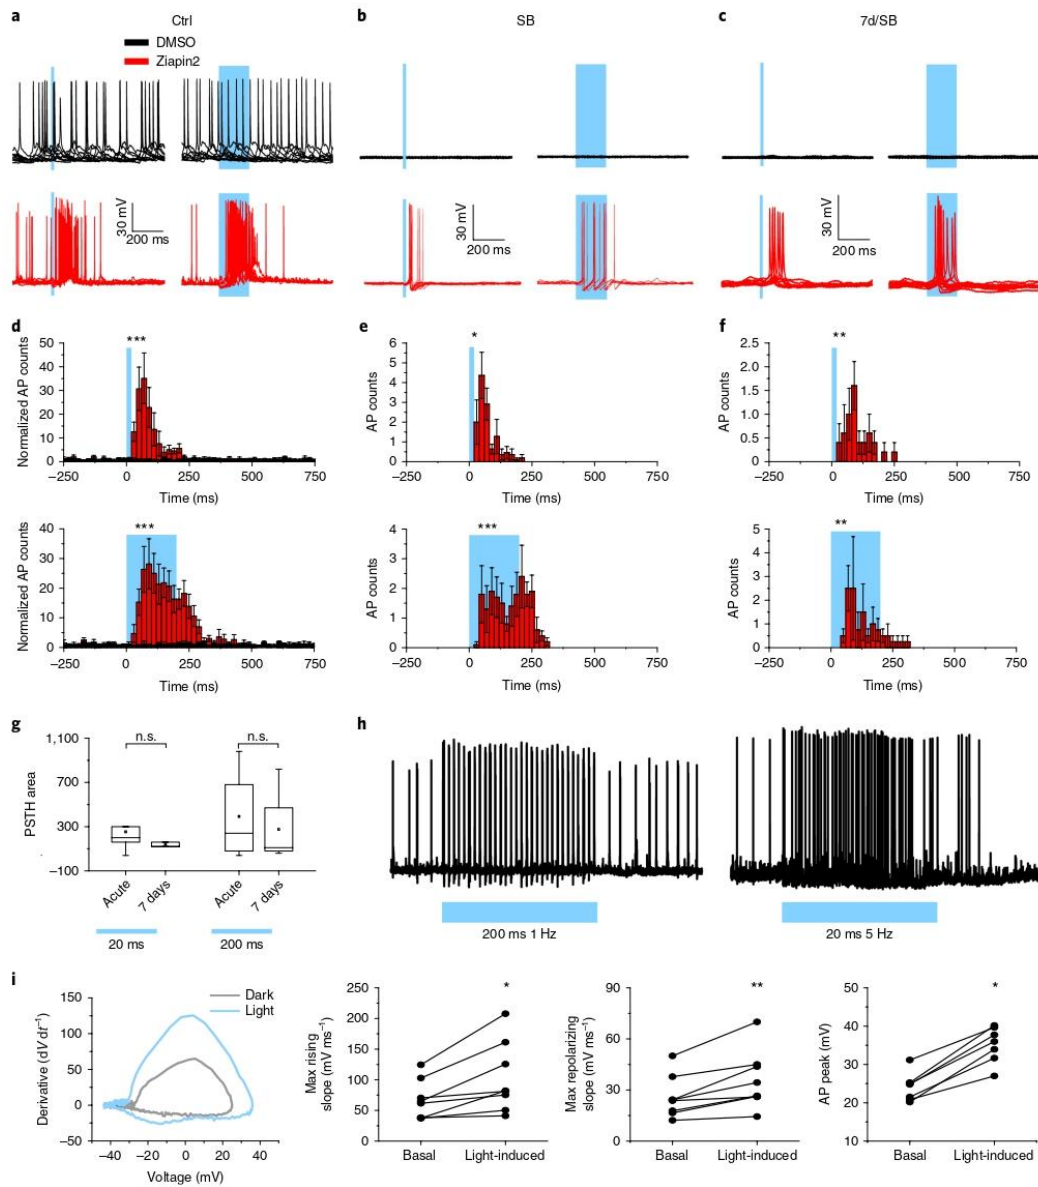 a Ctrl
DMSO
Ziapin2
30 mV
200 ms
b SB
30 mV
200 ms
c 7d/SB
30 mV
200 ms
d
***
Normalized AP counts
50
40
30
20
10
0
−250 0 250 500 750
Time (ms)
***
Normalized AP counts
40
30
20
10
0
−250 0 250 500 750
Time (ms)
e
*
AP counts
6
5
4
3
2
1
0
−250 0 250 500 750
Time (ms)
***
AP counts
4
3
2
1
0
−250 0 250 500 750
Time (ms)
f
**
AP counts
2.5
2.0
1.5
1.0
0.5
0
−250 0 250 500 750
Time (ms)
**
AP counts
5
4
3
2
1
0
−250 0 250 500 750
Time (ms)
g
PSTH area
1,100
700
300
−100
n.s. n.s.
Acute 7 days Acute 7 days
20 ms 200 ms
h
200 ms 1 Hz
20 ms 5 Hz
i
Dark
Light
Derivative (dV dt⁻¹)
150
125
100
75
50
25
0
−25
−50
−40 −20 0 20 40
Voltage (mV)
*
Max rising
slope (mV ms⁻¹)
250
200
150
100
50
0
Basal Light-induced
**
Max repolarizing
slope (mV ms⁻¹)
90
60
30
0
Basal Light-induced
*
AP peak (mV)
50
40
30
20
10
Basal Light-induced